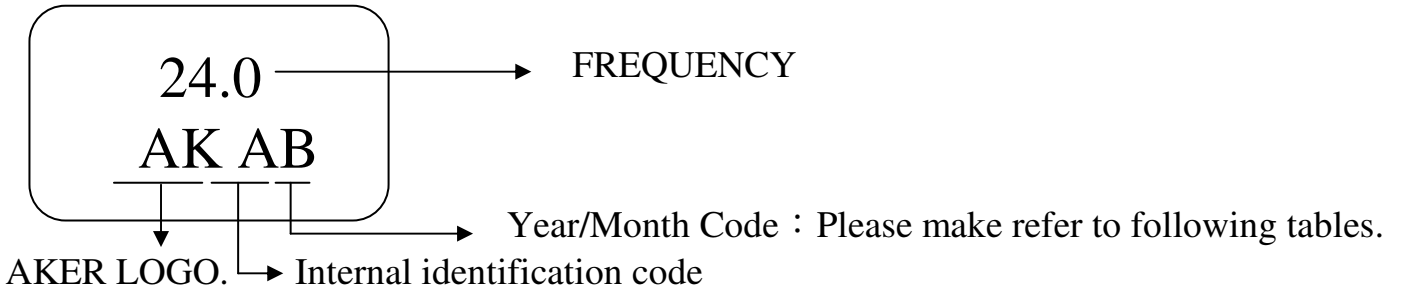 24.0
FREQUENCY
AK AB
Year/Month Code：Please make refer to following tables.
AKER LOGO.
Internal identification code